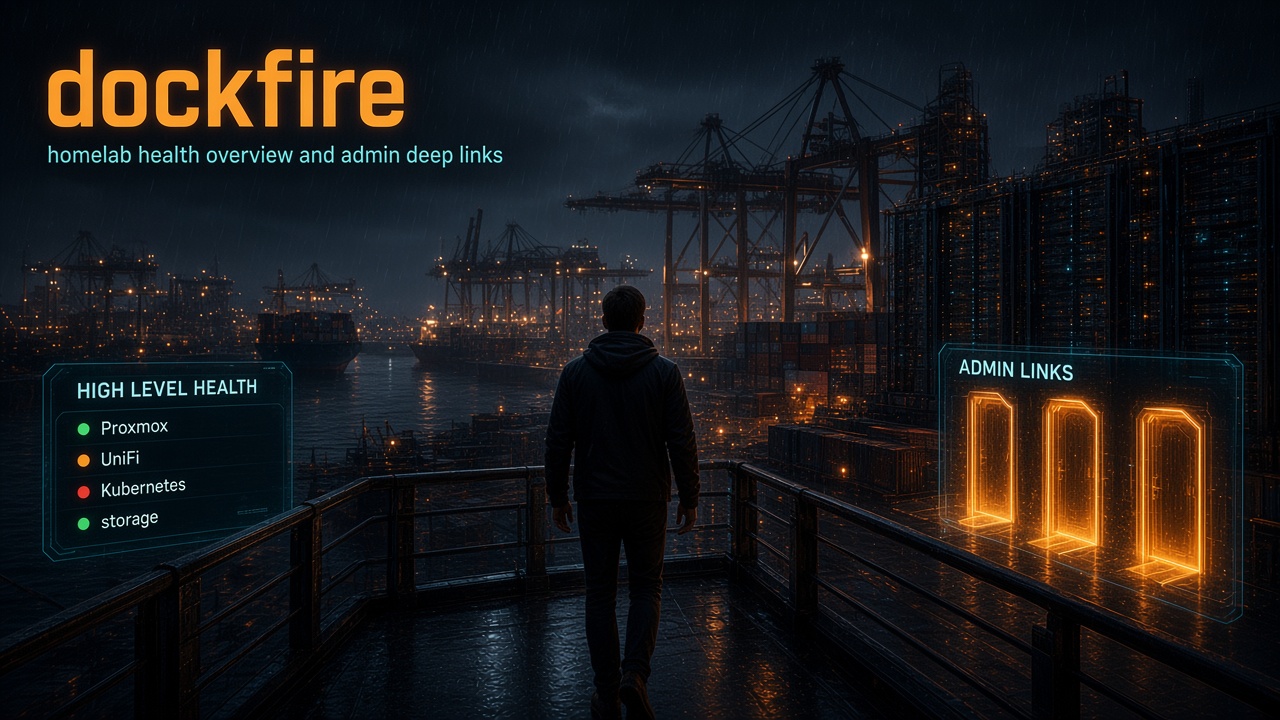 dockfire
homelab health overview and admin deep links
HIGH LEVEL HEALTH
Proxmox
UniFi
Kubernetes
storage
ADMIN LINKS